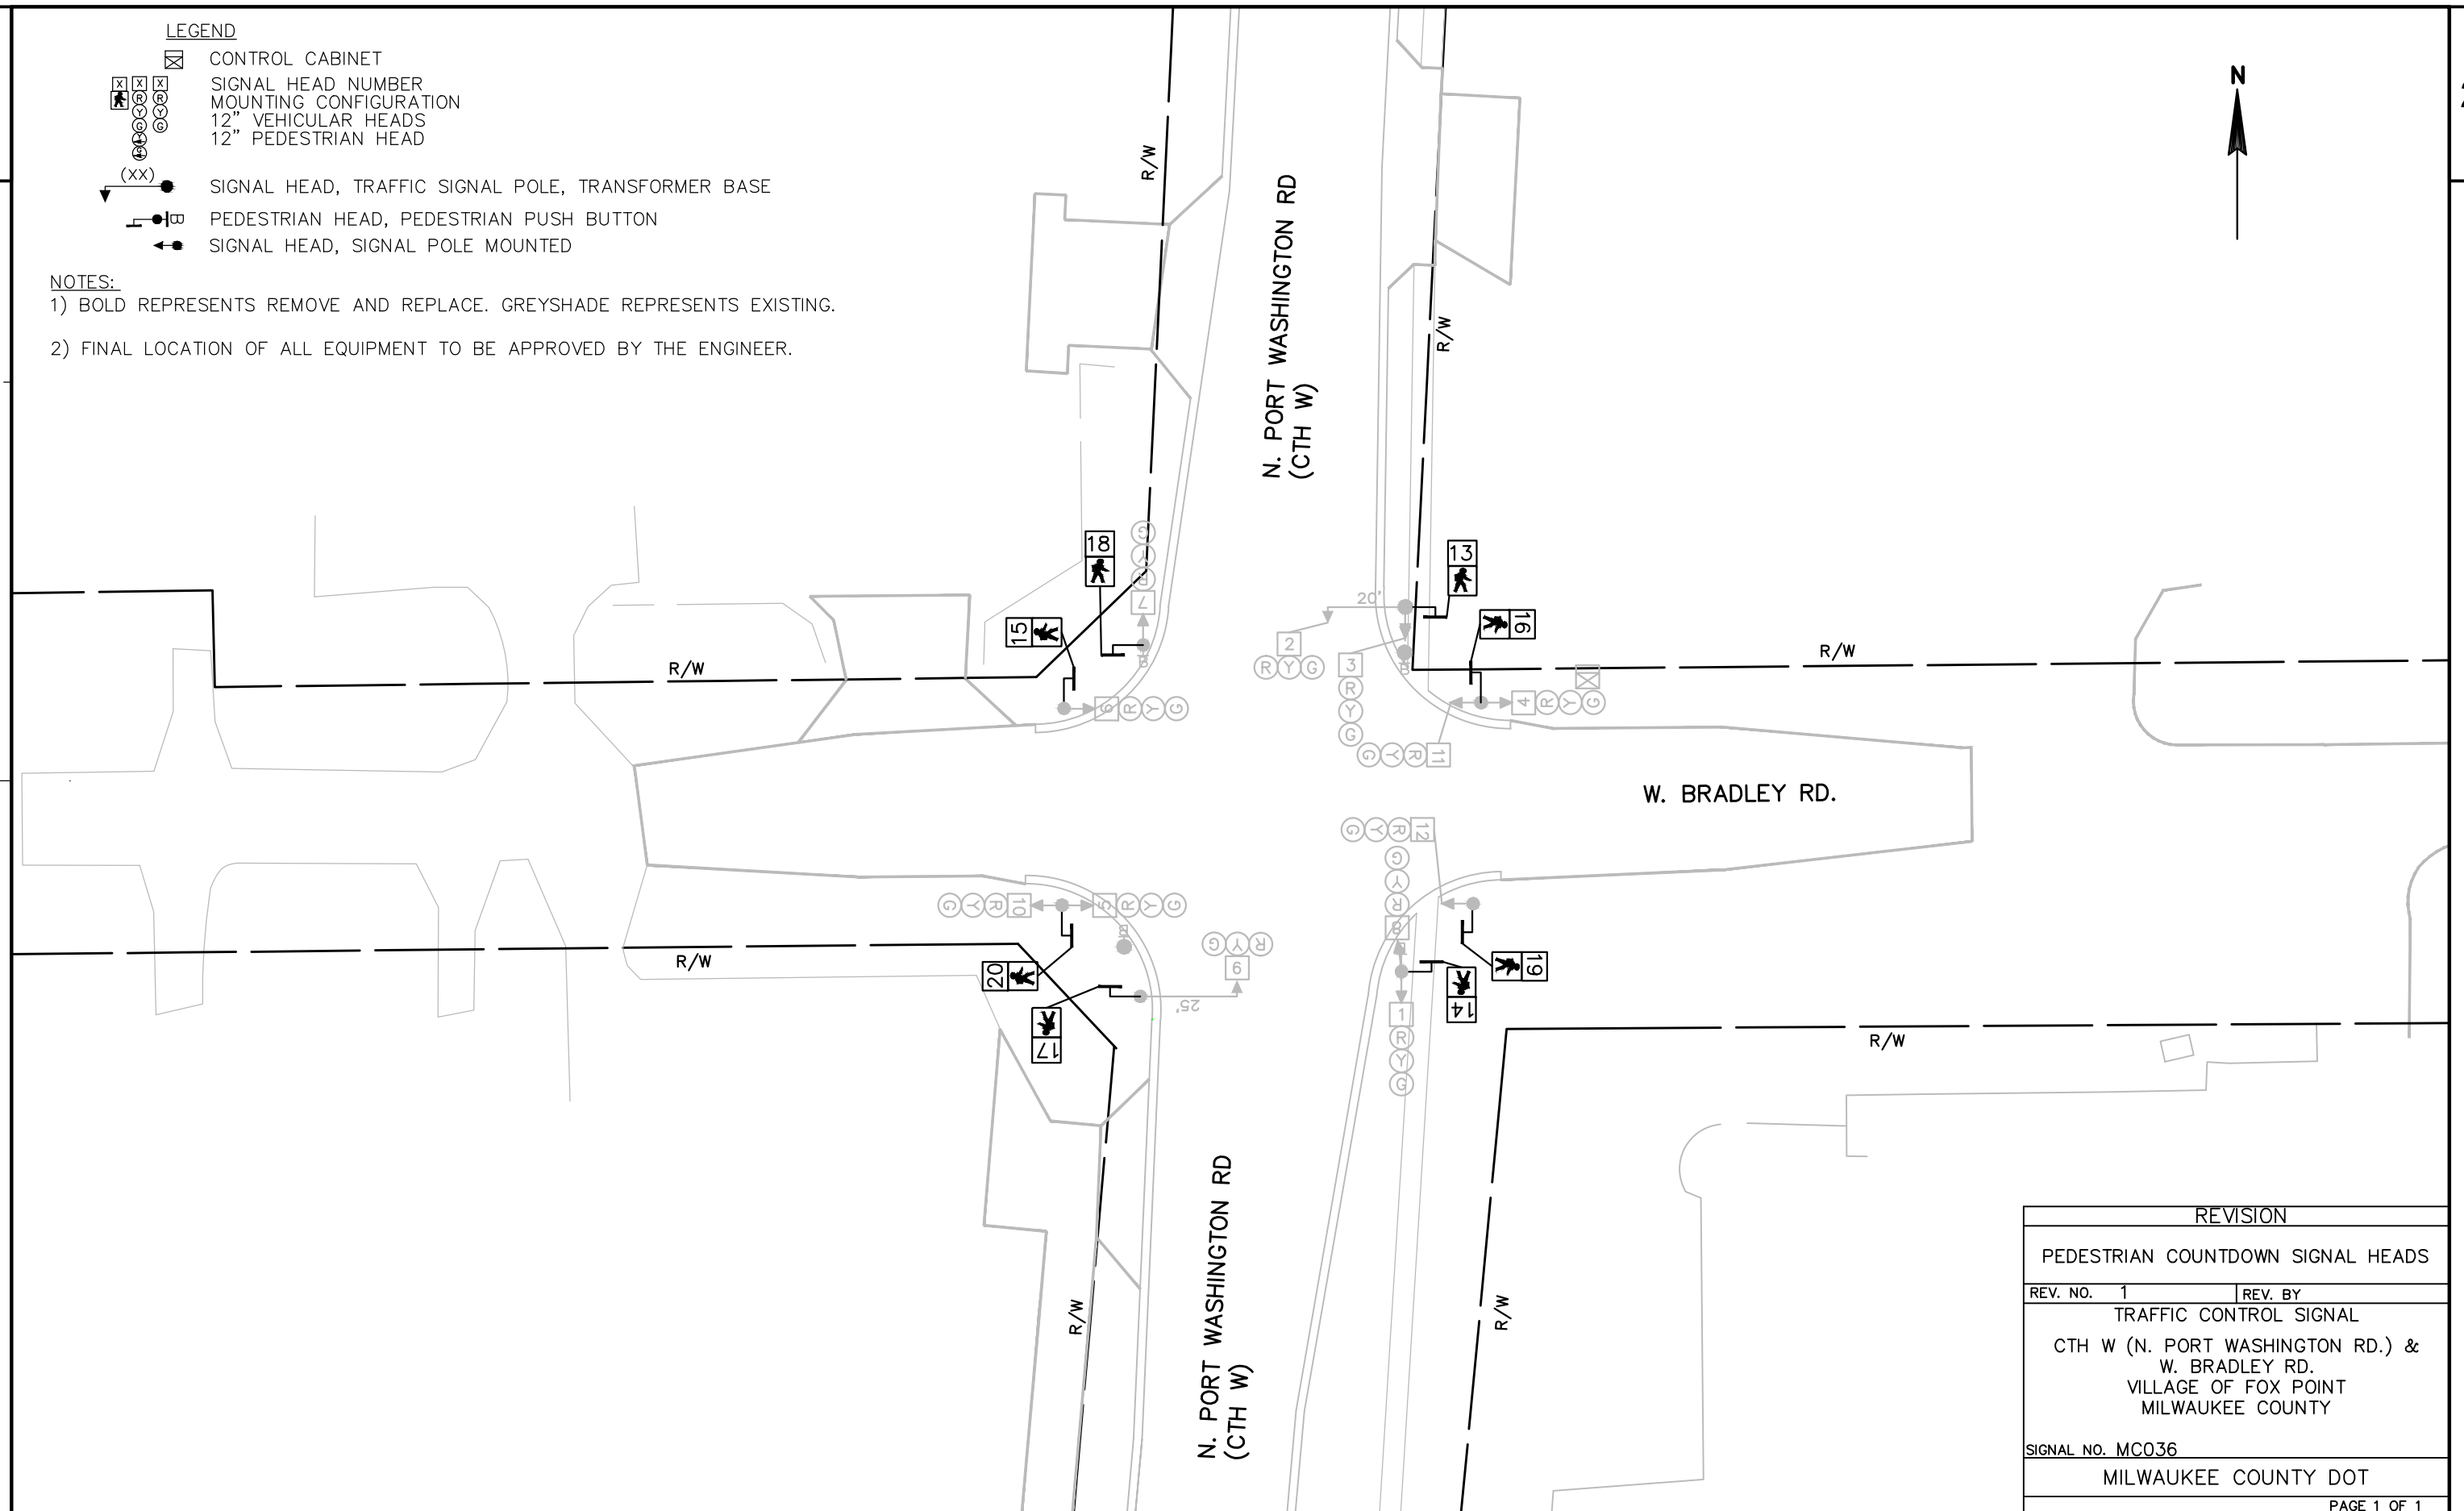 LEGEND
CONTROL CABINET
X X X
SIGNAL HEAD NUMBER
R R
MOUNTING CONFIGURATION
Y Y
12" VEHICULAR HEADS
G G
12" PEDESTRIAN HEAD
Y
G
(XX)
SIGNAL HEAD, TRAFFIC SIGNAL POLE, TRANSFORMER BASE
B
PEDESTRIAN HEAD, PEDESTRIAN PUSH BUTTON
SIGNAL HEAD, SIGNAL POLE MOUNTED
NOTES:
1) BOLD REPRESENTS REMOVE AND REPLACE. GREYSHADE REPRESENTS EXISTING.
2) FINAL LOCATION OF ALL EQUIPMENT TO BE APPROVED BY THE ENGINEER.
N
2
R/W
N. PORT WASHINGTON RD
(CTH W)
R/W
18
G
Y
R
7
B
15
6 R Y G
R/W
20'
2
R Y G
3
R
Y
G
B
13
16
4 R Y G
11 R Y G
R/W
W. BRADLEY RD.
12 R Y G
G
Y
R
8
10 R Y G
5 R Y G
B
R/W
20
17
9
R Y G
25'
1
R
Y
G
14
19
R/W
R/W
N. PORT WASHINGTON RD
(CTH W)
R/W
REVISION
PEDESTRIAN COUNTDOWN SIGNAL HEADS
REV. NO. 1 REV. BY
TRAFFIC CONTROL SIGNAL
CTH W (N. PORT WASHINGTON RD.) &
W. BRADLEY RD.
VILLAGE OF FOX POINT
MILWAUKEE COUNTY
SIGNAL NO. MC036
MILWAUKEE COUNTY DOT
PAGE 1 OF 1